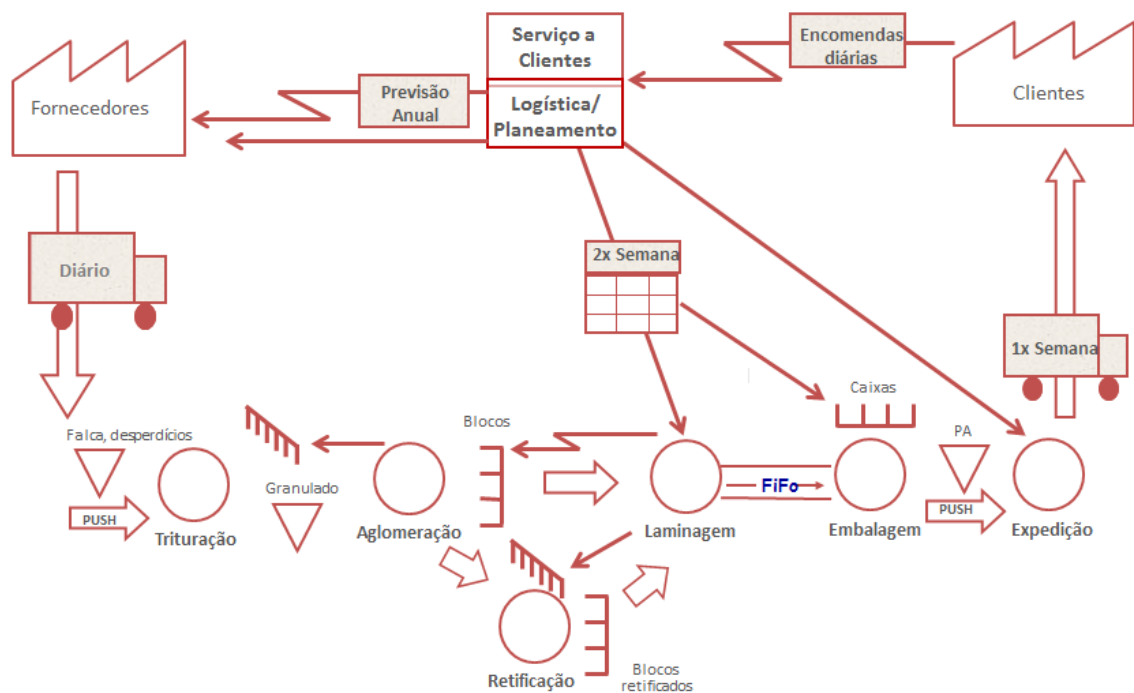 Serviço a
Clientes
Encomendas
diárias
Fornecedores
Previsão
Anual
Logística/
Planeamento
Clientes
Diário
2x Semana
1x Semana
Caixas
Falca, desperdícios
Blocos
PA
Granulado
FiFo
PUSH
Trituração
Aglomeração
Laminagem
Embalagem
PUSH
Expedição
Retificação
Blocos
retificados